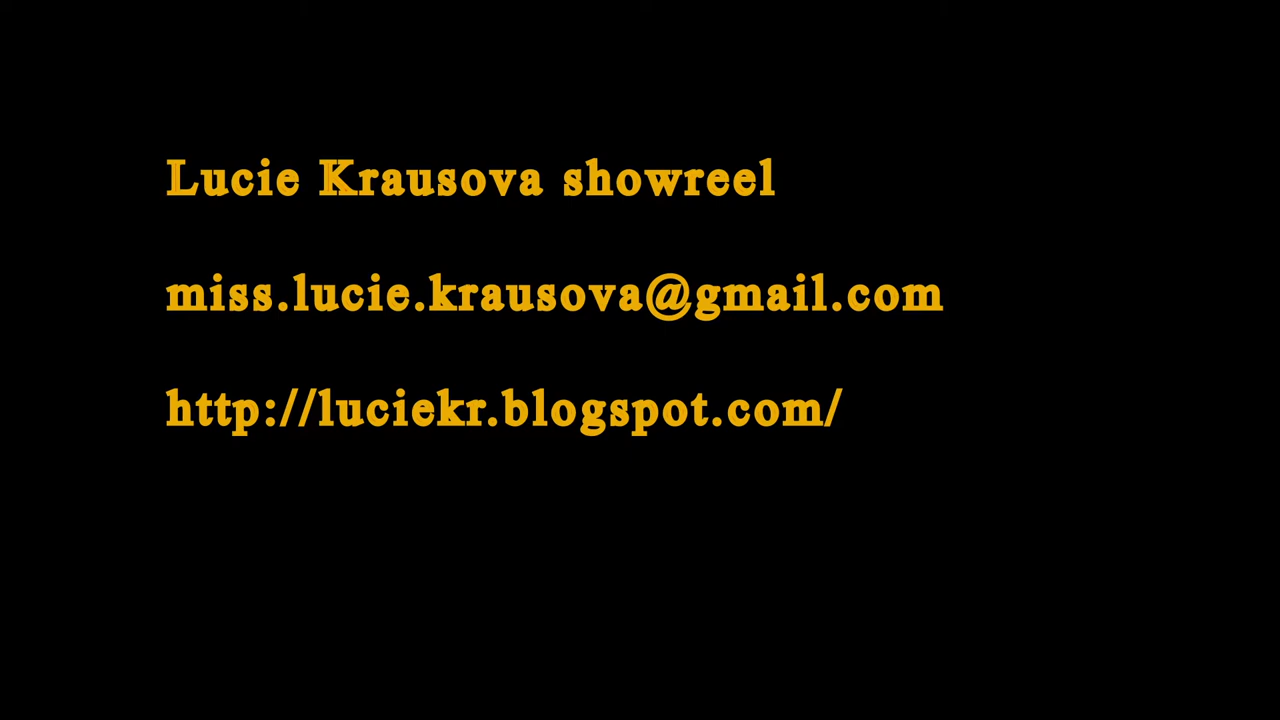 Lucie Krausova showreel
miss.lucie.krausova@gmail.com
http://luciekr.blogspot.com/